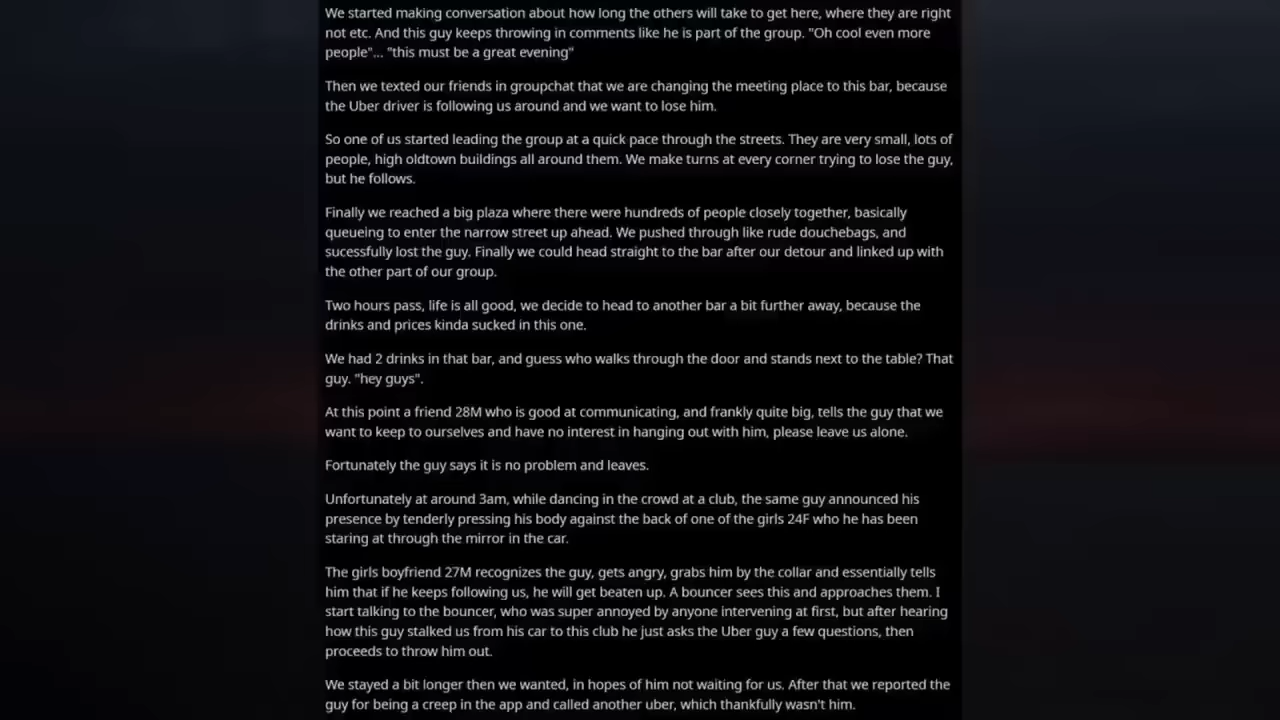 We started making conversation about how long the others will take to get here, where they are right
not etc. And this guy keeps throwing in comments like he is part of the group. "Oh cool even more
people"... "this must be a great evening"
Then we texted our friends in groupchat that we are changing the meeting place to this bar, because
the Uber driver is following us around and we want to lose him.
So one of us started leading the group at a quick pace through the streets. They are very small, lots of
people, high oldtown buildings all around them. We make turns at every corner trying to lose the guy,
but he follows.
Finally we reached a big plaza where there were hundreds of people closely together, basically
queueing to enter the narrow street up ahead. We pushed through like rude douchebags, and
sucessfully lost the guy. Finally we could head straight to the bar after our detour and linked up with
the other part of our group.
Two hours pass, life is all good, we decide to head to another bar a bit further away, because the
drinks and prices kinda sucked in this one.
We had 2 drinks in that bar, and guess who walks through the door and stands next to the table? That
guy. "hey guys".
At this point a friend 28M who is good at communicating, and frankly quite big, tells the guy that we
want to keep to ourselves and have no interest in hanging out with him, please leave us alone.
Fortunately the guy says it is no problem and leaves.
Unfortunately at around 3am, while dancing in the crowd at a club, the same guy announced his
presence by tenderly pressing his body against the back of one of the girls 24F who he has been
staring at through the mirror in the car.
The girls boyfriend 27M recognizes the guy, gets angry, grabs him by the collar and essentially tells
him that if he keeps following us, he will get beaten up. A bouncer sees this and approaches them. I
start talking to the bouncer, who was super annoyed by anyone intervening at first, but after hearing
how this guy stalked us from his car to this club he just asks the Uber guy a few questions, then
proceeds to throw him out.
We stayed a bit longer then we wanted, in hopes of him not waiting for us. After that we reported the
guy for being a creep in the app and called another uber, which thankfully wasn't him.